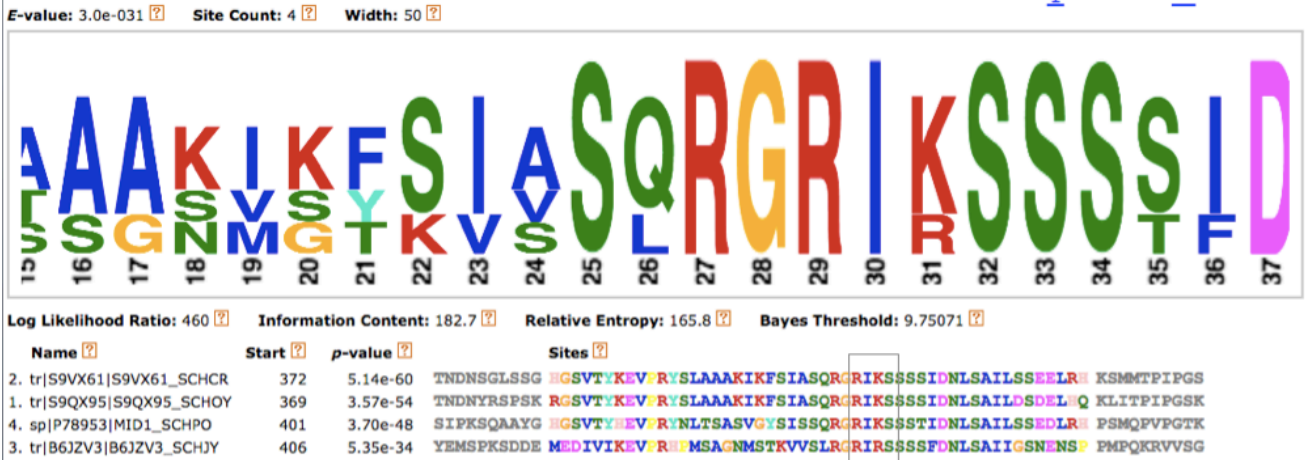 E-value: 3.0e-031 ? Site Count: 4 ? Width: 50 ?
A A A K I K F S I A S Q R G R I K S S S S I D
T S V S Y V
S S G N M G T K V S L R T F
15 16 17 18 19 20 21 22 23 24 25 26 27 28 29 30 31 32 33 34 35 36 37
Log Likelihood Ratio: 460 ? Information Content: 182.7 ? Relative Entropy: 165.8 ? Bayes Threshold: 9.75071 ?
Name ? Start ? p-value ? Sites ?
2. tr|S9VX61|S9VX61_SCHCR 372 5.14e-60 TNDNSGLSSG HGSVTYKEVPRYSLAAAKIKFSIASQRGRIKSSSSIDNLSAILSSEELRH KSMMTPIPGS
1. tr|S9QX95|S9QX95_SCHOY 369 3.57e-54 TNDNYRSPSK RGSVTYKEVPRYSLAAAKIKFSIASQRGRIKSSSSIDNLSAILDSDELHQ KLITPIPGSK
4. sp|P78953|MID1_SCHPO 401 3.70e-48 SIPKSQAAYG HGSVTYHEVPRYNLTSASVGYSISSQRGRIKSSSTIDNLSSILSSEDLRH PSMQPVPGTK
3. tr|B6JZV3|B6JZV3_SCHJY 406 5.35e-34 YEMSPKSDDE MEDIVIKEVPRHPMSAGNMSTKVVSLRGRIRSSSSFDNLSAIIGSNENSP PMPQKRVVSG